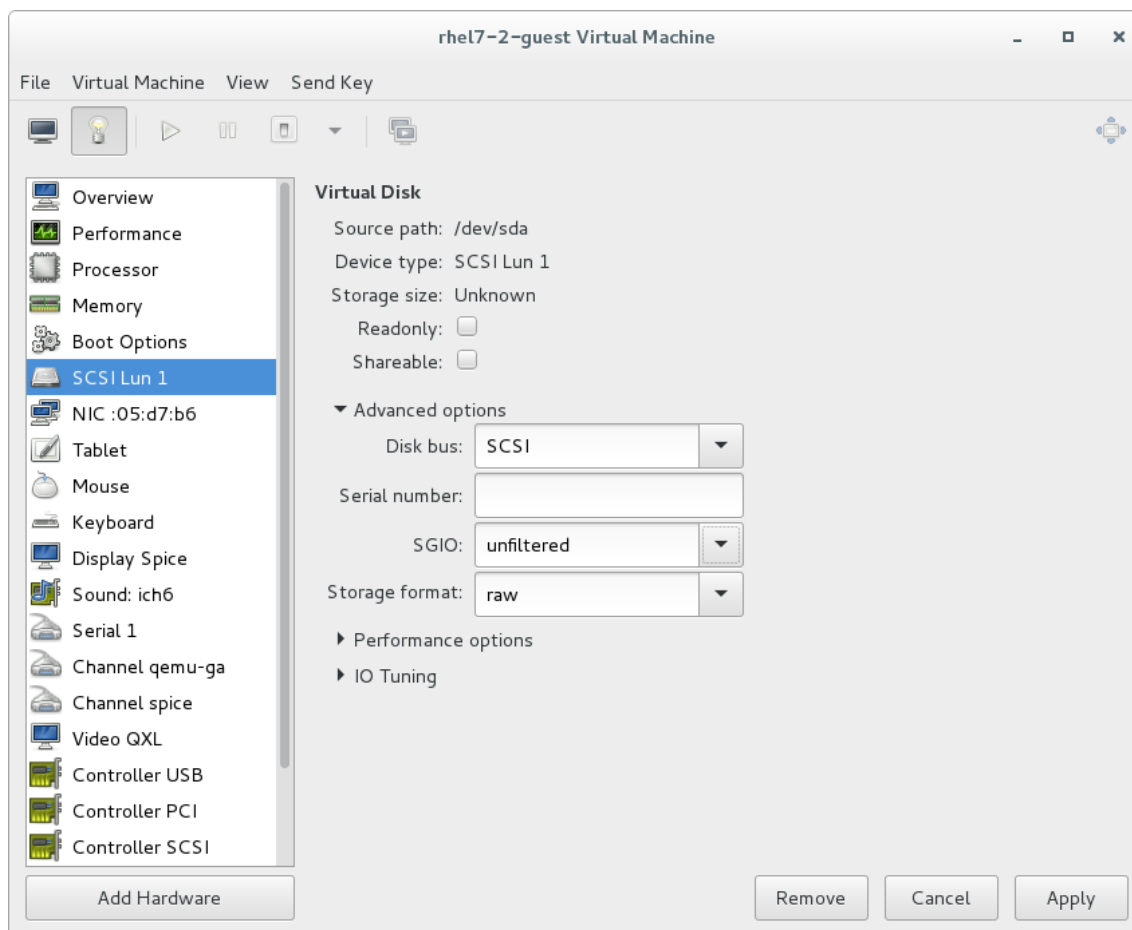 rhel7-2-guest Virtual Machine
File Virtual Machine View Send Key
Overview
Performance
Processor
Memory
Boot Options
SCSI Lun 1
NIC :05:d7:b6
Tablet
Mouse
Keyboard
Display Spice
Sound: ich6
Serial 1
Channel qemu-ga
Channel spice
Video QXL
Controller USB
Controller PCI
Controller SCSI
Add Hardware
Virtual Disk
Source path: /dev/sda
Device type: SCSI Lun 1
Storage size: Unknown
Readonly:
Shareable:
Advanced options
Disk bus: SCSI
Serial number:
SGIO: unfiltered
Storage format: raw
Performance options
IO Tuning
Remove Cancel Apply